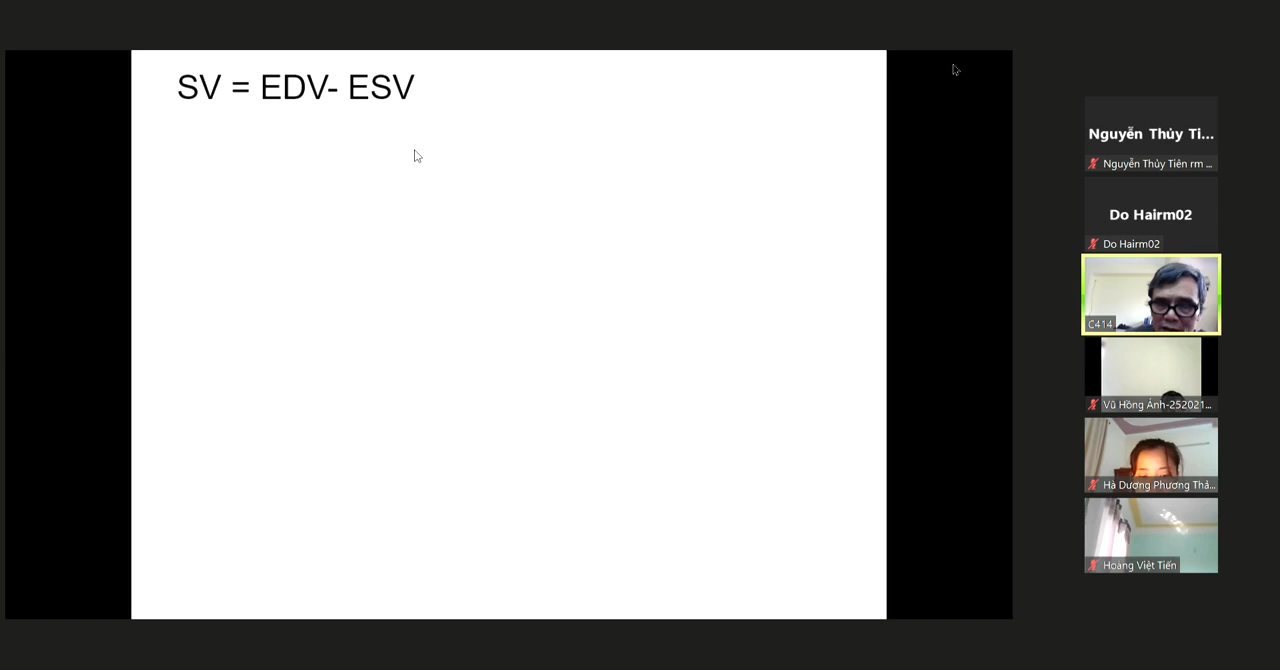 SV = EDV- ESV
Nguyễn Thủy Ti...
Nguyễn Thủy Tiên rm ...
Do Hairm02
Do Hairm02
C414
Vũ Hồng Ánh-252021...
Hà Dương Phương Thả...
Hoàng Việt Tiến